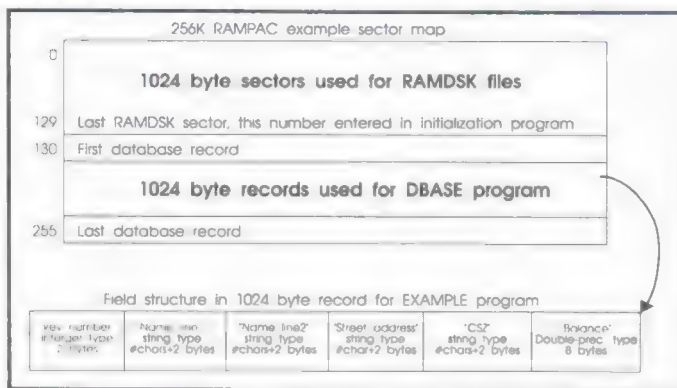 256K RAMPAC example sector map
0
1024 byte sectors used for RAMDSK files
129 Last RAMDSK sector, this number entered in initialization program
130 First database record
1024 byte records used for DBASE program
255 Last database record
Field structure in 1024 byte record for EXAMPLE program
number
type
2 bytes
string type
#chars+2 bytes
'Name line2'
string type
#chars+2 bytes
'Street address'
string type
#char+2 bytes
'CSZ'
string type
#chars+2 bytes
Balance'
Double-prec type
8 bytes